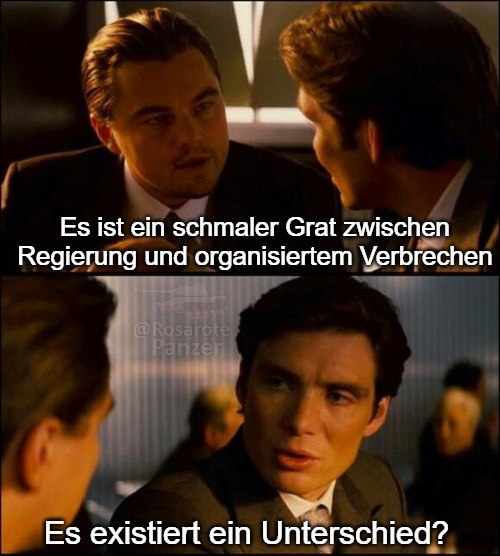 Es ist ein schmaler Grat zwischen
Regierung und organisiertem Verbrechen
@Rosarote
Panzer
Es existiert ein Unterschied?